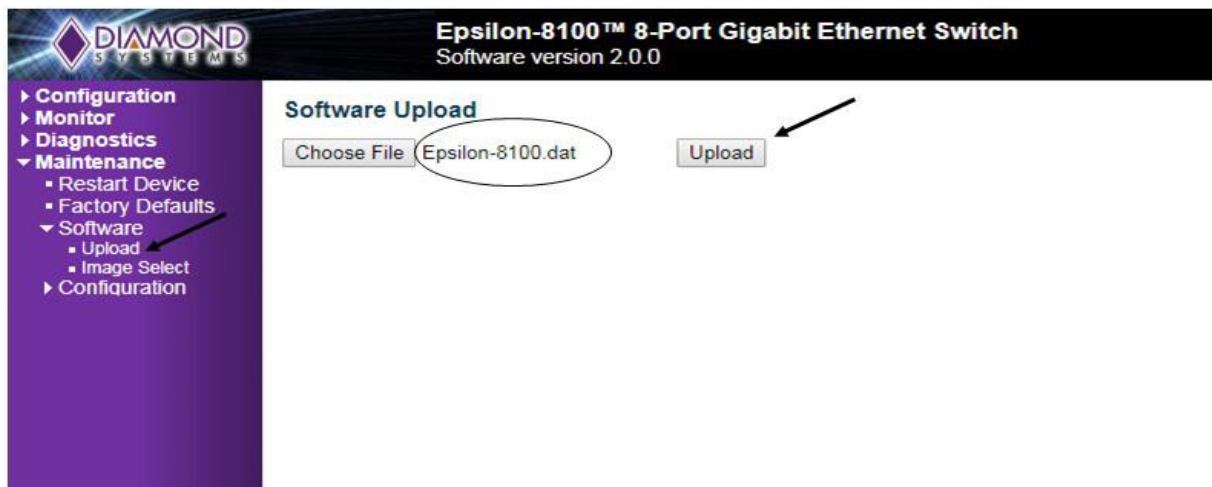 DIAMOND
SYSTEMS
Epsilon-8100™ 8-Port Gigabit Ethernet Switch
Software version 2.0.0
Configuration
Monitor
Diagnostics
Maintenance
Restart Device
Factory Defaults
Software
Upload
Image Select
Configuration
Software Upload
Choose File Epsilon-8100.dat Upload